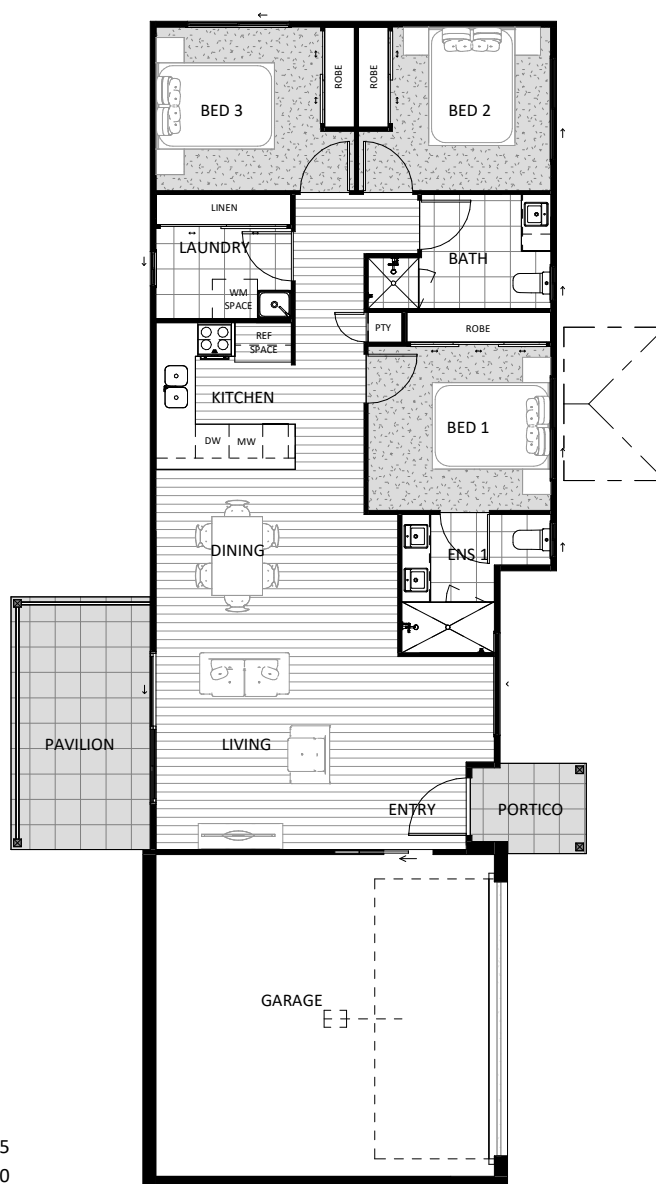 BED 3
ROBE
ROBE
BED 2
LINEN
LAUNDRY
BATH
WM
SPACE
PTY
ROBE
REF
SPACE
KITCHEN
BED 1
DW
MW
DINING
ENS 1
PAVILION
LIVING
ENTRY
PORTICO
GARAGE
5
0